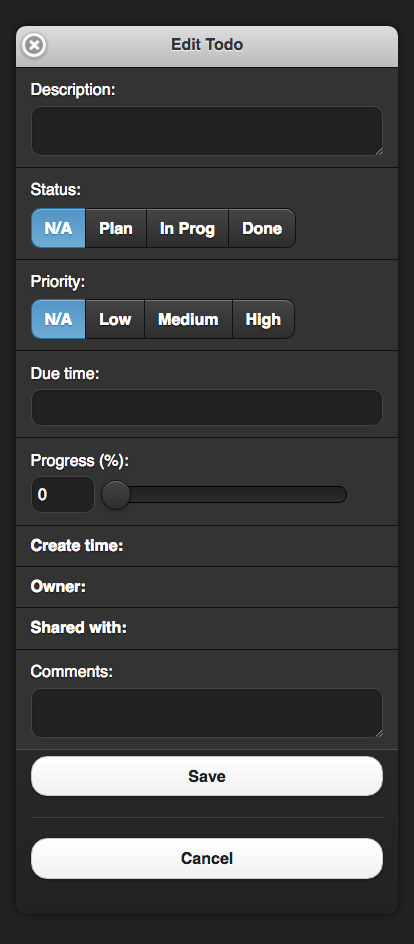 Edit Todo
Description:
Status:
N/A Plan In Prog Done
Priority:
N/A Low Medium High
Due time:
Progress (%):
0
Create time:
Owner:
Shared with:
Comments:
Save
Cancel